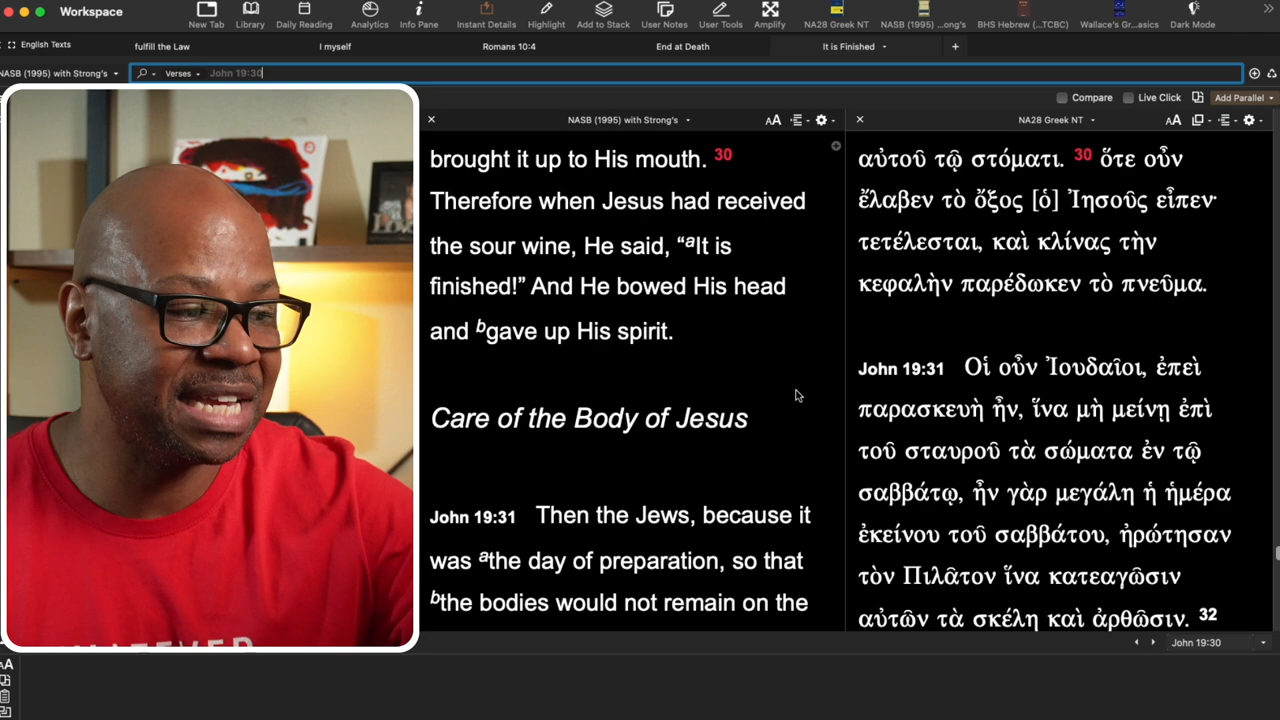 Workspace
New Tab
Library
Daily Reading
Analytics
Info Pane
Instant Details
Highlight
Add to Stack
User Notes
User Tools
Amplify
NA28 Greek NT
NASB (1995) ...ong's
BHS Hebrew (...TCBC)
Wallace's Gr...asics
Dark Mode
English Texts
fulfill the Law
I myself
Romans 10:4
End at Death
It is Finished
NASB (1995) with Strong's
Verses
John 19:30
Compare
Live Click
Add Parallel
NASB (1995) with Strong's
brought it up to His mouth. 30
Therefore when Jesus had received
the sour wine, He said, “aIt is
finished!” And He bowed His head
and bgave up His spirit.
Care of the Body of Jesus
John 19:31 Then the Jews, because it
was athe day of preparation, so that
bthe bodies would not remain on the
NA28 Greek NT
αὐτοῦ τῷ στόματι. 30 ὅτε οὖν
ἔλαβεν τὸ ὄξος [ὁ] Ἰησοῦς εἶπεν·
τετέλεσται, καὶ κλίνας τὴν
κεφαλὴν παρέδωκεν τὸ πνεῦμα.
John 19:31 Οἱ οὖν Ἰουδαῖοι, ἐπεὶ
παρασκευὴ ἦν, ἵνα μὴ μείνῃ ἐπὶ
τοῦ σταυροῦ τὰ σώματα ἐν τῷ
σαββάτῳ, ἦν γὰρ μεγάλη ἡ ἡμέρα
ἐκείνου τοῦ σαββάτου, ἠρώτησαν
τὸν Πιλᾶτον ἵνα κατεαγῶσιν
αὐτῶν τὰ σκέλη καὶ ἀρθῶσιν. 32
John 19:30